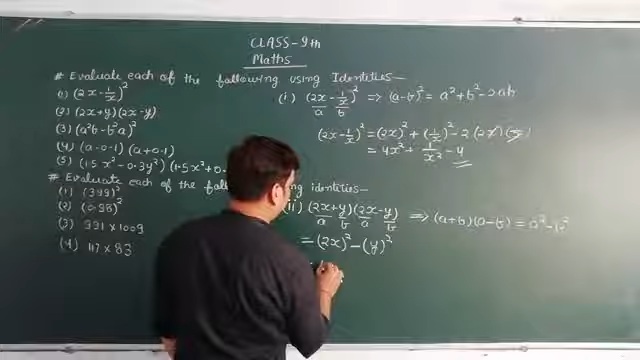 CLASS-9th
Maths
# Evaluate each of the following using Identities—
(1) (2x-1/x)²
(2) (2x+y)(2x-y)
(3) (a²b-b²a)²
(4) (a-0.1) (a+0.1)
(5) (1.5x²-0.3y²) (1.5x²+0.
# Evaluate each of the ing identities—
(1) (399)²
(2) (0.98)²
(3) 991 x 1009
(4) 117 x 83
(i) (2x-1/x)² ⇒ (a-b)² = a²+b²-2ab
a b
(2x-1/x)² = (2x)² + (1/x)² - 2 (2x)
= 4x² + 1/x² - 4
(ii) (2x+y)(2x-y) ⇒ (a+b)(a-b) = a²-b²
a b a b
= (2x)² - (y)²